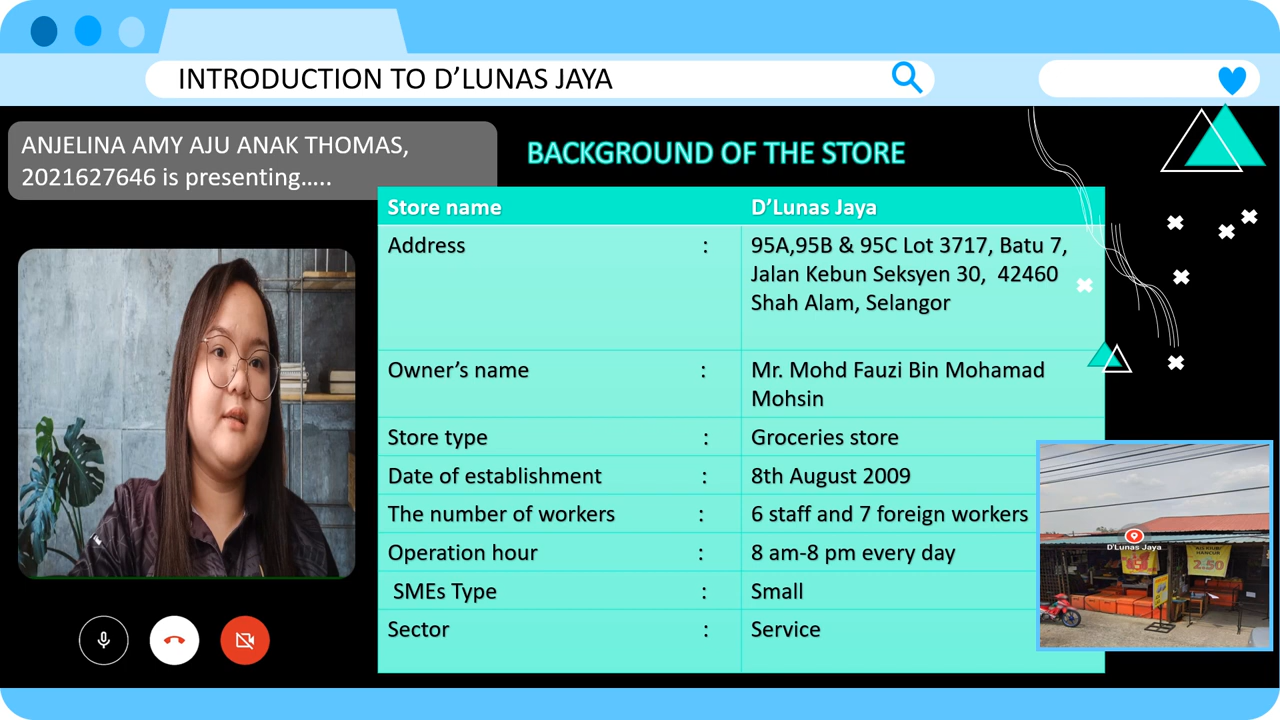 INTRODUCTION TO D’LUNAS JAYA
ANJELINA AMY AJU ANAK THOMAS,
2021627646 is presenting…..
BACKGROUND OF THE STORE
Store name D’Lunas Jaya
Address : 95A,95B & 95C Lot 3717, Batu 7,
Jalan Kebun Seksyen 30, 42460
Shah Alam, Selangor
Owner’s name : Mr. Mohd Fauzi Bin Mohamad
Mohsin
Store type : Groceries store
Date of establishment : 8th August 2009
The number of workers : 6 staff and 7 foreign workers
Operation hour : 8 am-8 pm every day
SMEs Type : Small
Sector : Service
D'Lunas Jaya
HANCUR
2.50